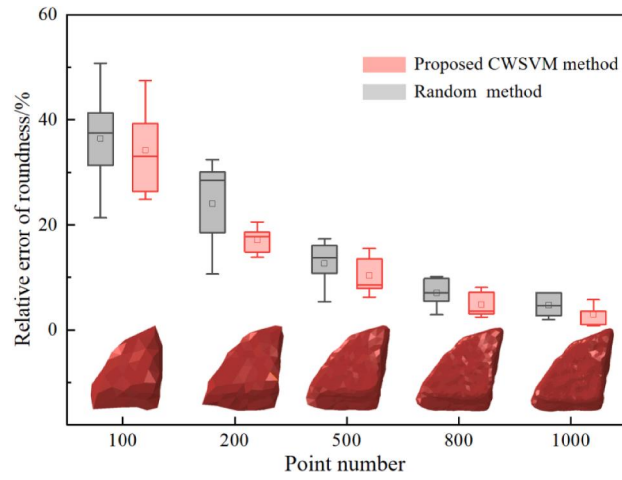 60
40
20
0
Relative error of roundness/%
Proposed CWSVM method
Random method
100 200 500 800 1000
Point number